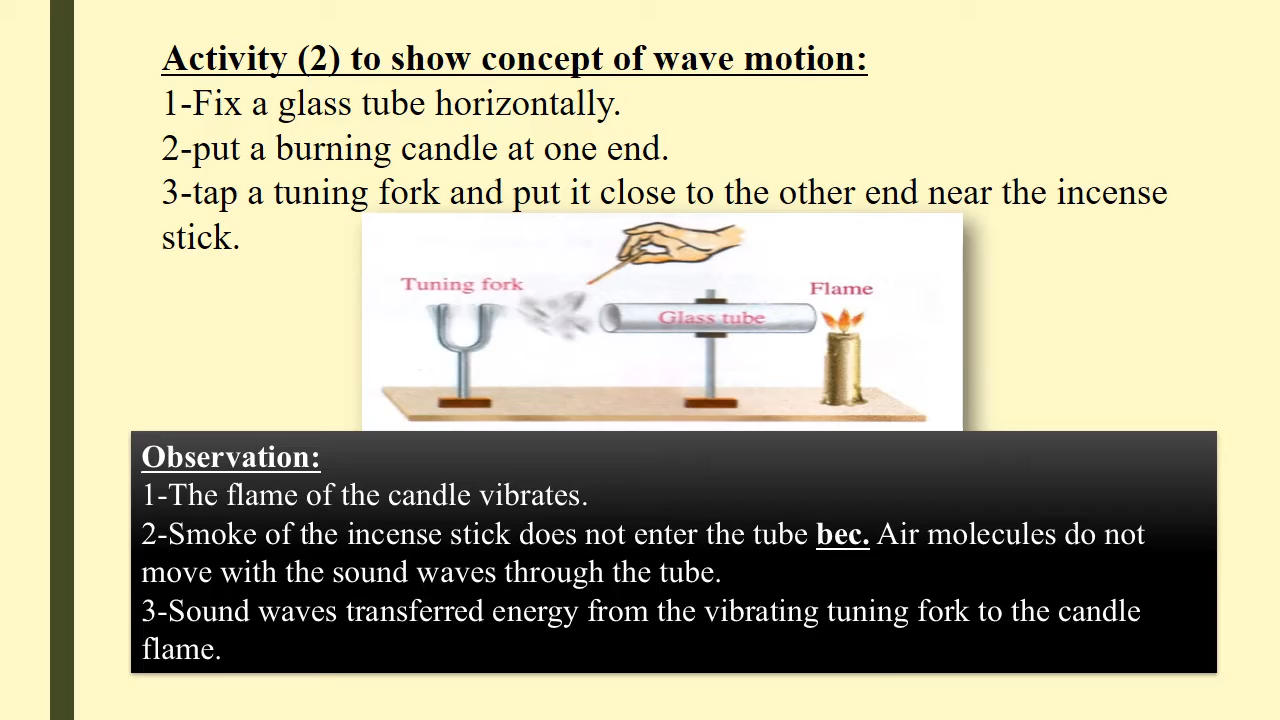 Activity (2) to show concept of wave motion:
1-Fix a glass tube horizontally.
2-put a burning candle at one end.
3-tap a tuning fork and put it close to the other end near the incense
stick.
Tuning fork
Flame
Glass tube
Observation:
1-The flame of the candle vibrates.
2-Smoke of the incense stick does not enter the tube bec. Air molecules do not
move with the sound waves through the tube.
3-Sound waves transferred energy from the vibrating tuning fork to the candle
flame.